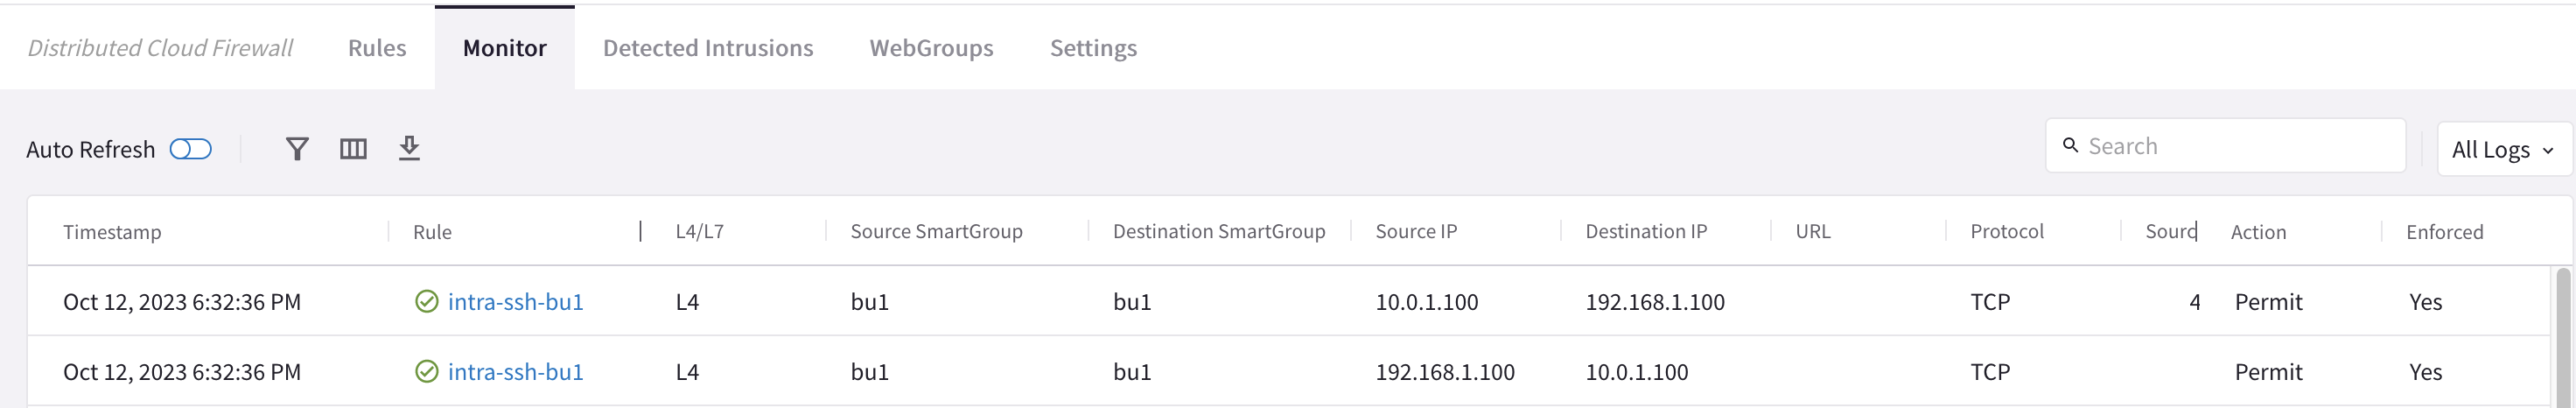 Distributed Cloud Firewall Rules Monitor Detected Intrusions WebGroups Settings
Auto Refresh Search All Logs
Timestamp Rule L4/L7 Source SmartGroup Destination SmartGroup Source IP Destination IP URL Protocol Action Enforced
Oct 12, 2023 6:32:36 PM intra-ssh-bu1 L4 bu1 bu1 10.0.1.100 192.168.1.100 TCP 4 Permit Yes
Oct 12, 2023 6:32:36 PM intra-ssh-bu1 L4 bu1 bu1 192.168.1.100 10.0.1.100 TCP Permit Yes